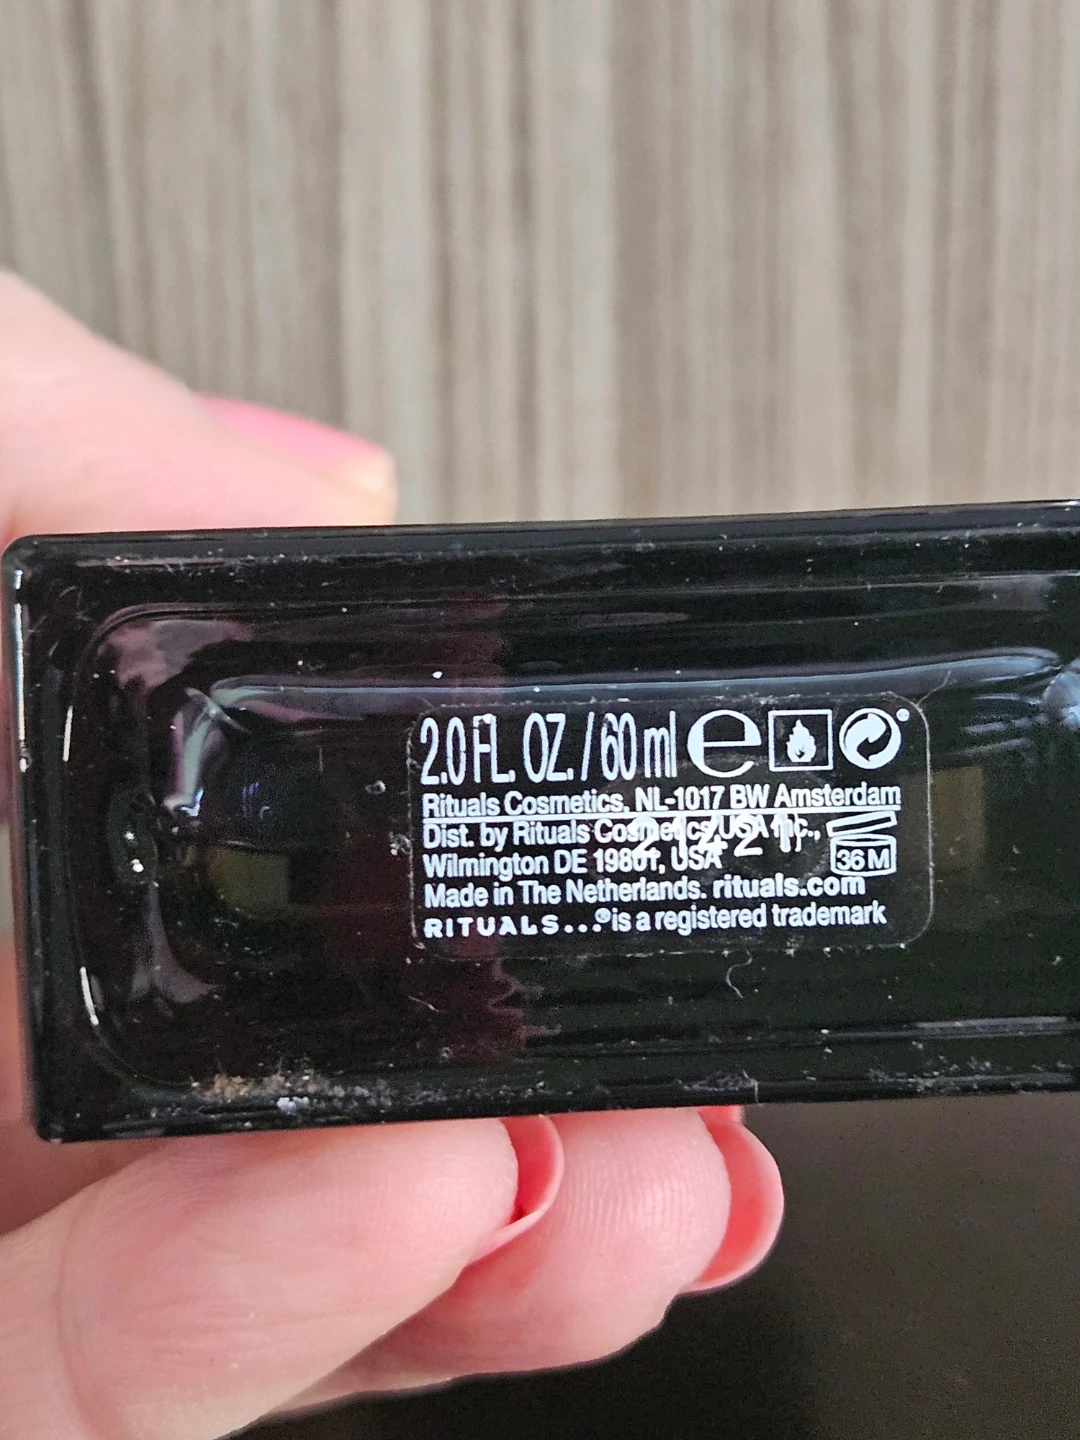 2.0 FL. OZ. / 60 ml e
Rituals Cosmetics, NL-1017 BW Amsterdam
Dist. by Rituals Cosmetics USA Inc.,
Wilmington DE 19801, USA
36 M
Made in The Netherlands. rituals.com
RITUALS...® is a registered trademark